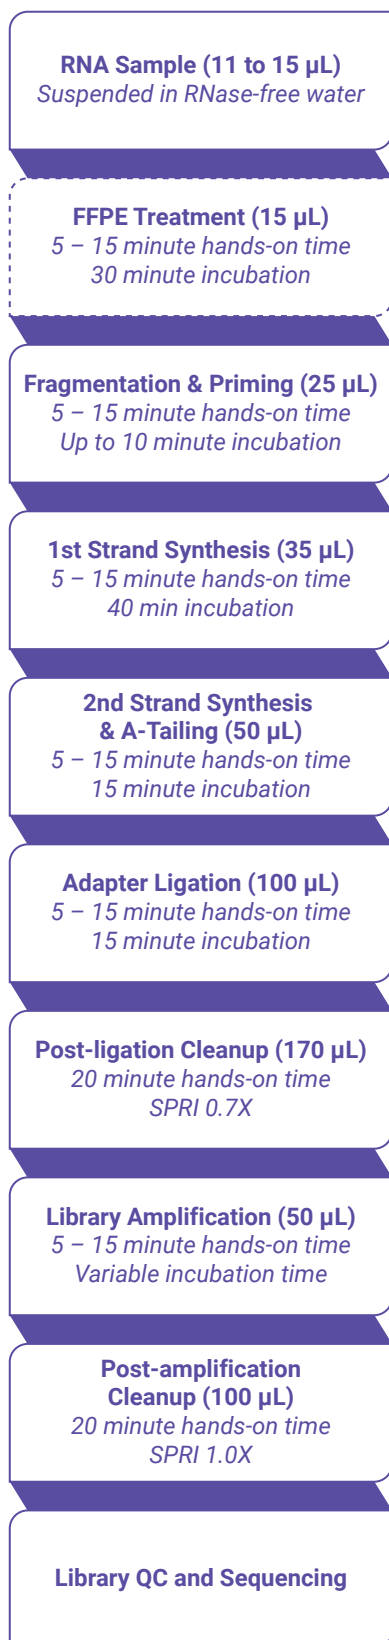 RNA Sample (11 to 15 µL)
Suspended in RNase-free water
FFPE Treatment (15 µL)
5 – 15 minute hands-on time
30 minute incubation
Fragmentation & Priming (25 µL)
5 – 15 minute hands-on time
Up to 10 minute incubation
1st Strand Synthesis (35 µL)
5 – 15 minute hands-on time
40 min incubation
2nd Strand Synthesis
& A-Tailing (50 µL)
5 – 15 minute hands-on time
15 minute incubation
Adapter Ligation (100 µL)
5 – 15 minute hands-on time
15 minute incubation
Post-ligation Cleanup (170 µL)
20 minute hands-on time
SPRI 0.7X
Library Amplification (50 µL)
5 – 15 minute hands-on time
Variable incubation time
Post-amplification
Cleanup (100 µL)
20 minute hands-on time
SPRI 1.0X
Library QC and Sequencing